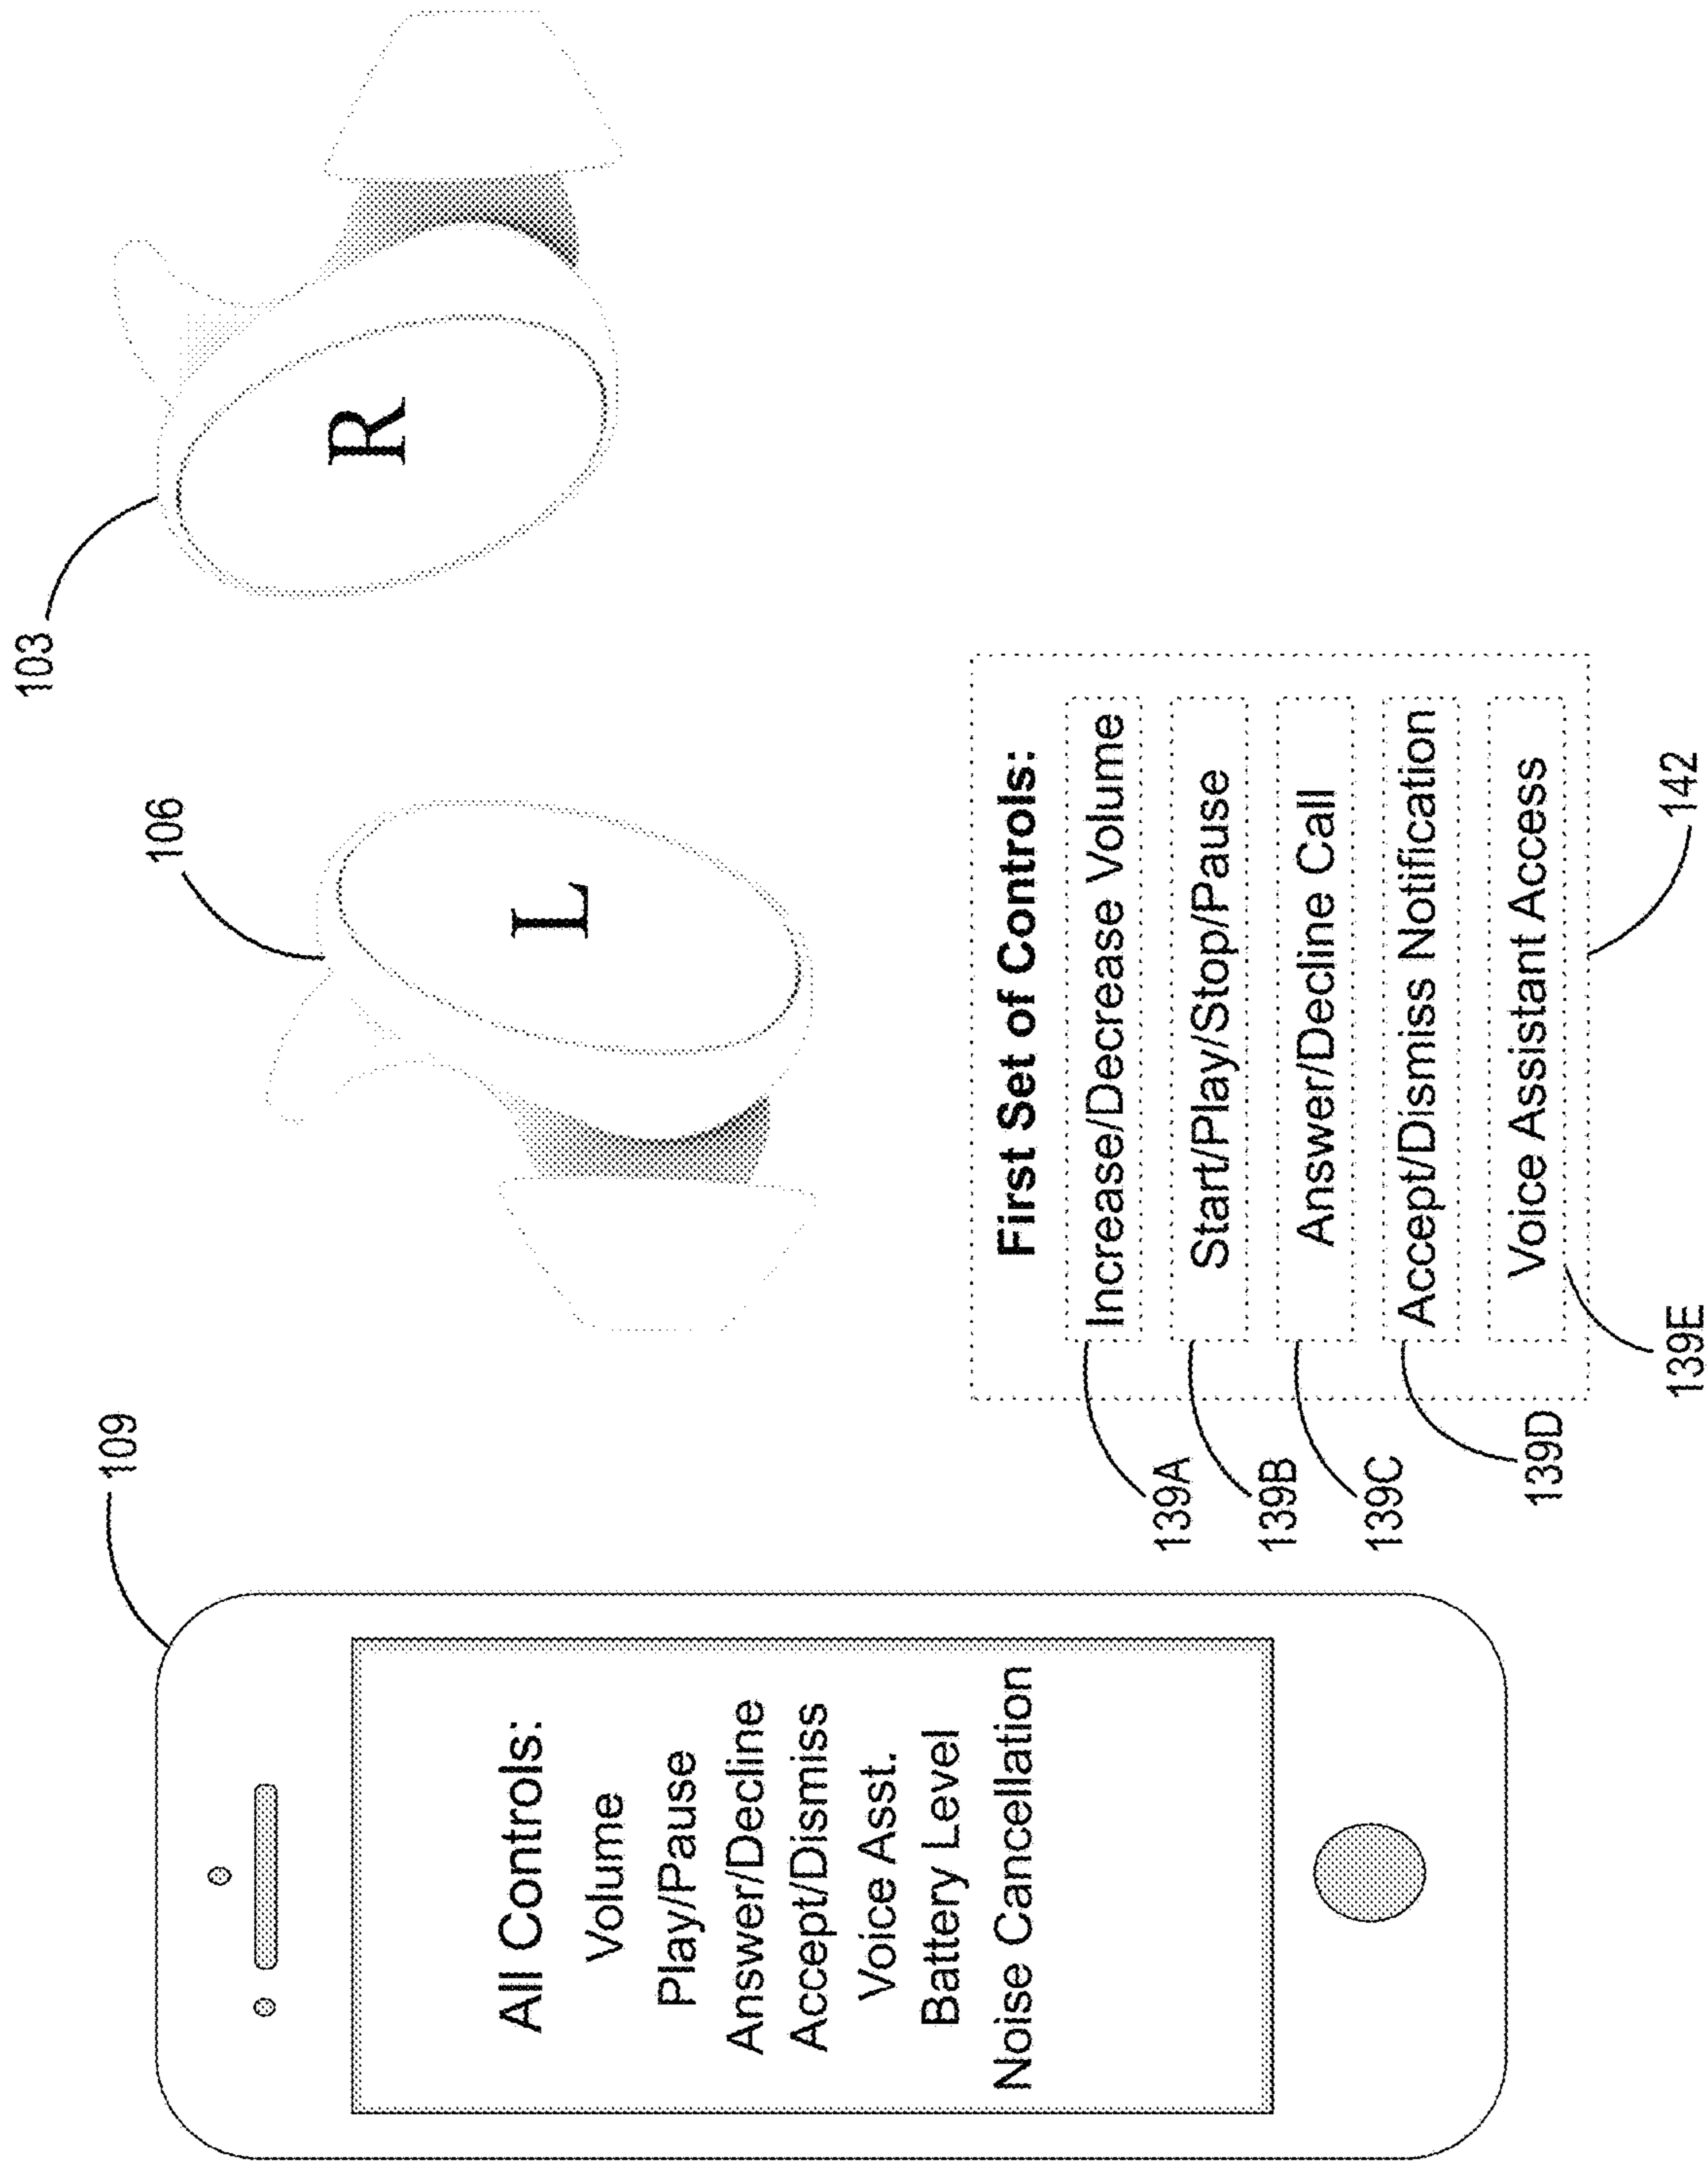 109
All Controls:
Volume
Play/Pause
Answer/Decline
Accept/Dismiss
Voice Asst.
Battery Level
Noise Cancellation
106
L
103
R
First Set of Controls:
139A
Increase/Decrease Volume
139B
Start/Play/Stop/Pause
139C
Answer/Decline Call
139D
Accept/Dismiss Notification
139E
Voice Assistant Access
142